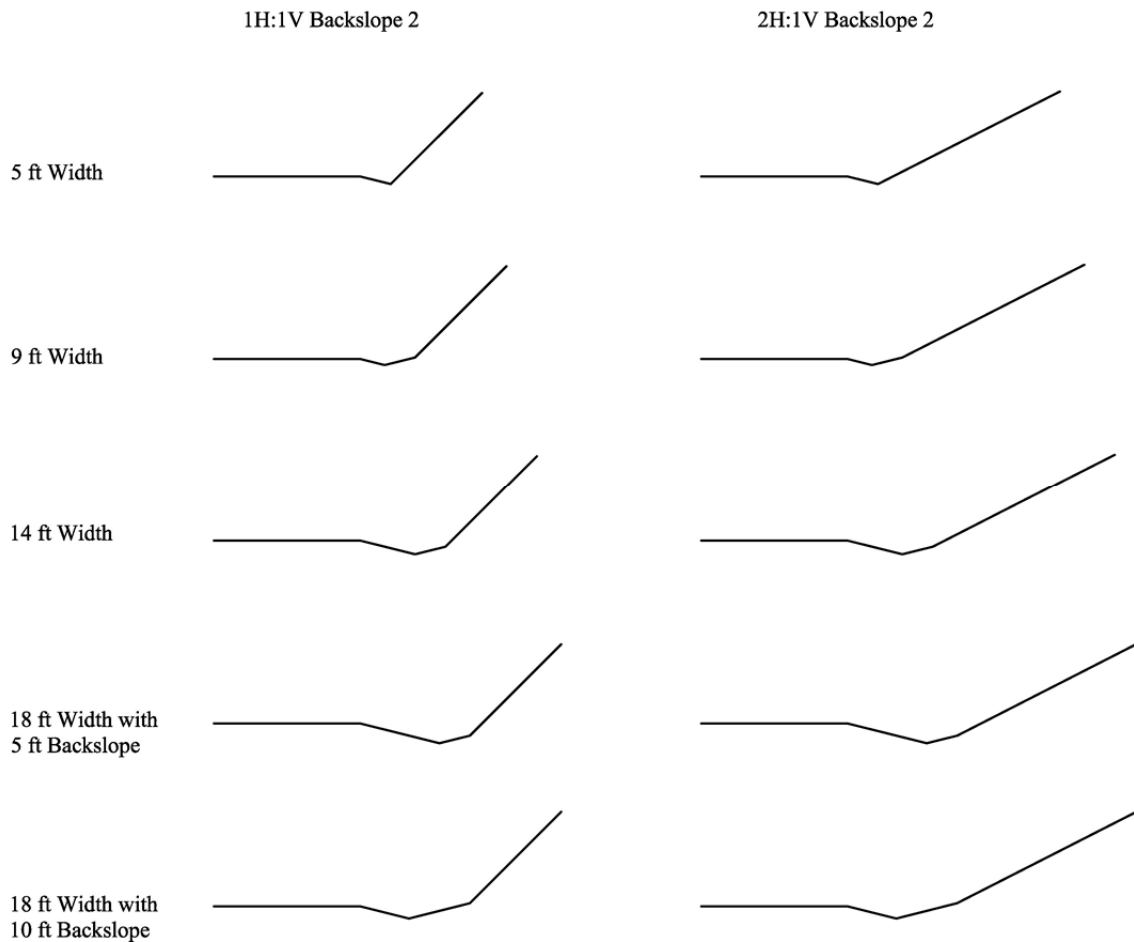 1H:1V Backslope 2
2H:1V Backslope 2
5 ft Width
9 ft Width
14 ft Width
18 ft Width with
5 ft Backslope
18 ft Width with
10 ft Backslope